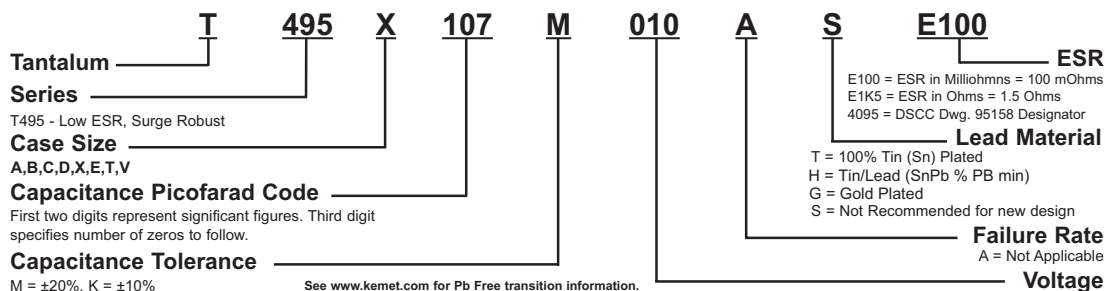 T 495 X 107 M 010 A S E100
Tantalum
ESR
E100 = ESR in Milliohmns = 100 mOhms
E1K5 = ESR in Ohms = 1.5 Ohms
4095 = DSCC Dwg. 95158 Designator
Series
T495 - Low ESR, Surge Robust
Lead Material
T = 100% Tin (Sn) Plated
H = Tin/Lead (SnPb % PB min)
G = Gold Plated
S = Not Recommended for new design
Case Size
A,B,C,D,X,E,T,V
Capacitance Picofarad Code
First two digits represent significant figures. Third digit
specifies number of zeros to follow.
Failure Rate
A = Not Applicable
Capacitance Tolerance
M = ±20%, K = ±10%
See www.kemet.com for Pb Free transition information.
Voltage